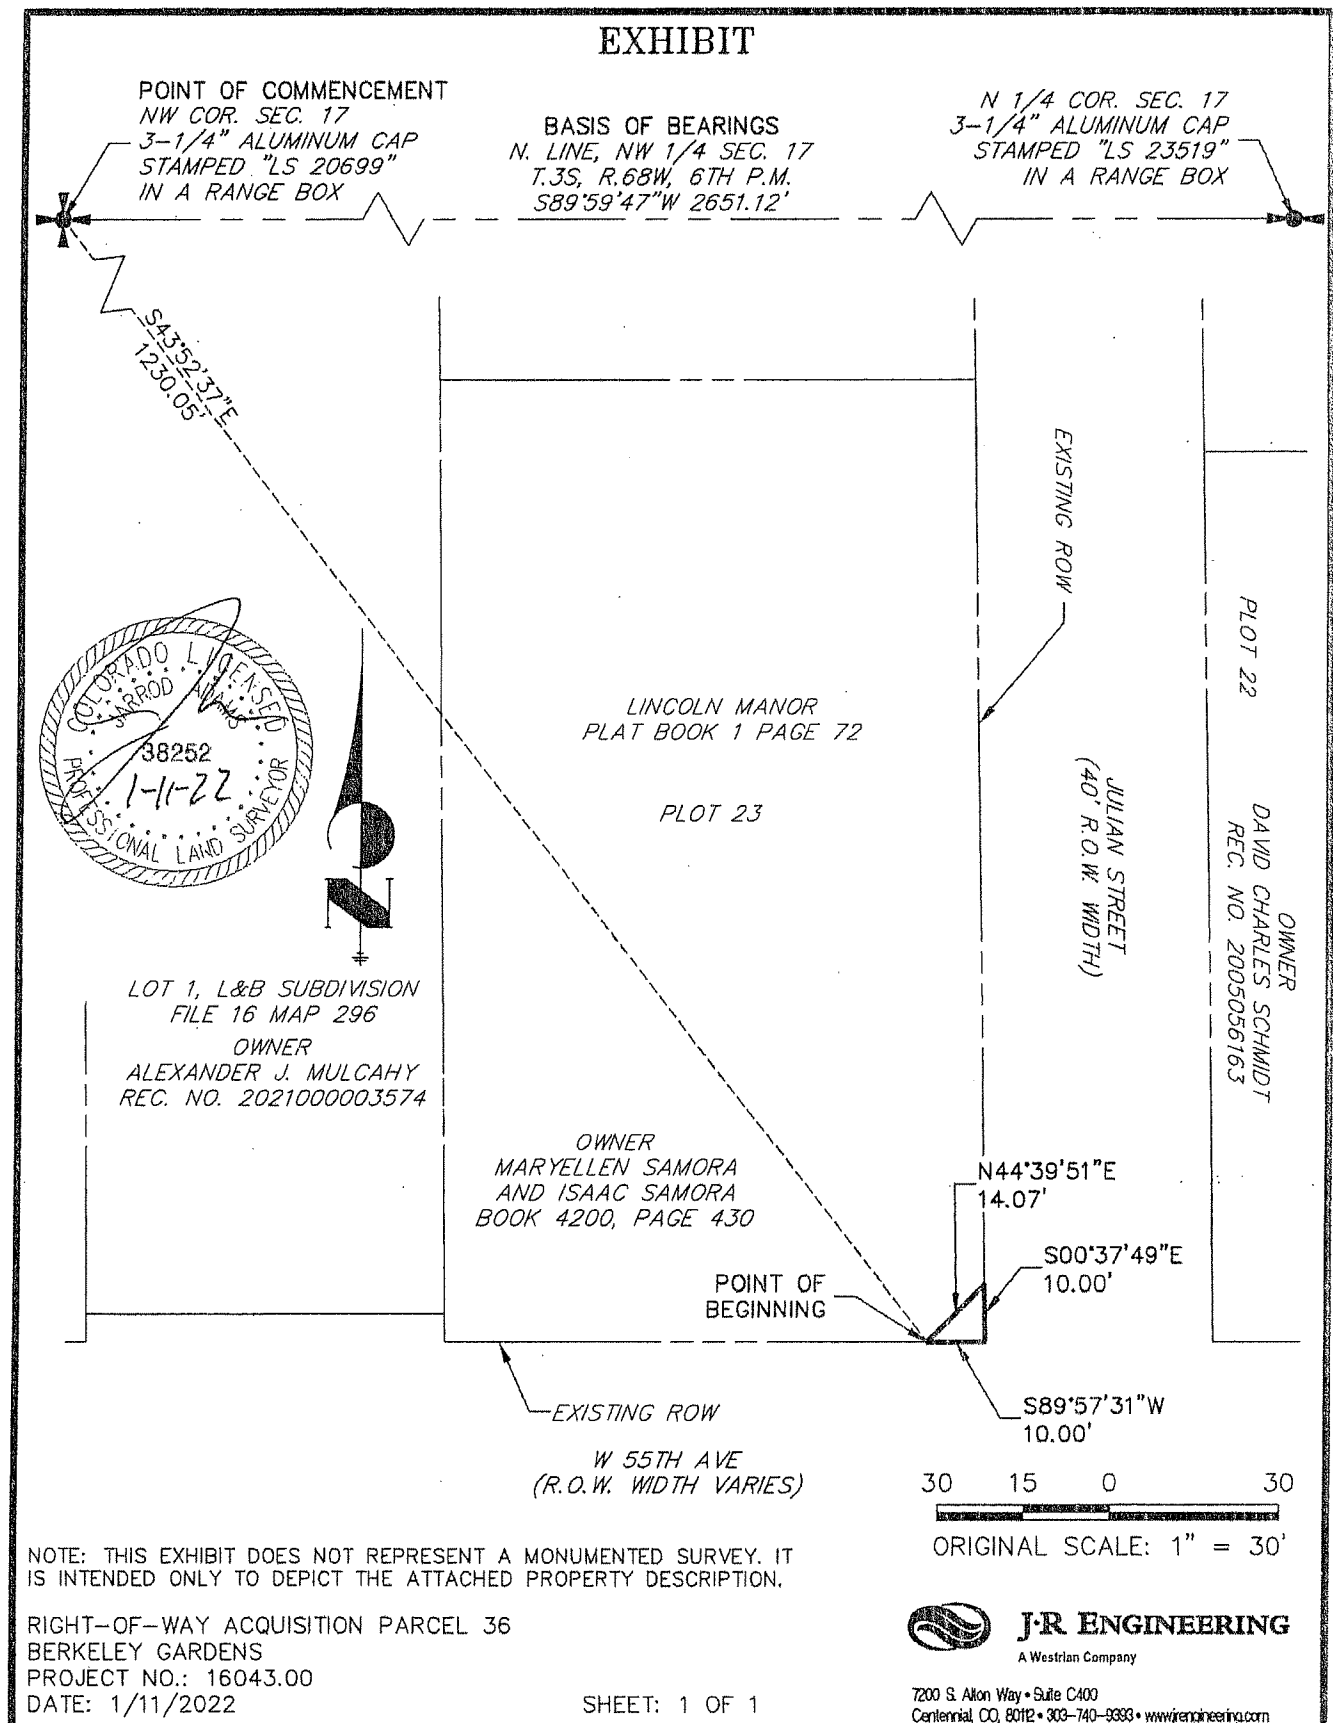 EXHIBIT
POINT OF COMMENCEMENT
NW COR. SEC. 17
3-1/4" ALUMINUM CAP
STAMPED "LS 20699"
IN A RANGE BOX
BASIS OF BEARINGS
N. LINE, NW 1/4 SEC. 17
T.3S, R.68W, 6TH P.M.
S89°59'47"W 2651.12'
N 1/4 COR. SEC. 17
3-1/4" ALUMINUM CAP
STAMPED "LS 23519"
IN A RANGE BOX
S43°52'37"E
1230.05'
EXISTING ROW
PLOT 22
COLORADO LICENSED
JARROD ADAMS
38252
1-11-22
PROFESSIONAL LAND SURVEYOR
N
LINCOLN MANOR
PLAT BOOK 1 PAGE 72
PLOT 23
JULIAN STREET
(40' R.O.W. WIDTH)
OWNER
DAVID CHARLES SCHMIDT
REC. NO. 2005056163
LOT 1, L&B SUBDIVISION
FILE 16 MAP 296
OWNER
ALEXANDER J. MULCAHY
REC. NO. 2021000003574
OWNER
MARYELLEN SAMORA
AND ISAAC SAMORA
BOOK 4200, PAGE 430
N44°39'51"E
14.07'
S00°37'49"E
10.00'
POINT OF
BEGINNING
S89°57'31"W
10.00'
EXISTING ROW
W 55TH AVE
(R.O.W. WIDTH VARIES)
30 15 0 30
ORIGINAL SCALE: 1" = 30'
NOTE: THIS EXHIBIT DOES NOT REPRESENT A MONUMENTED SURVEY. IT
IS INTENDED ONLY TO DEPICT THE ATTACHED PROPERTY DESCRIPTION.
RIGHT-OF-WAY ACQUISITION PARCEL 36
BERKELEY GARDENS
PROJECT NO.: 16043.00
DATE: 1/11/2022
SHEET: 1 OF 1
J·R ENGINEERING
A Westrian Company
7200 S. Alton Way • Suite C400
Centennial, CO, 80112 • 303-740-9393 • www.jrengineering.com